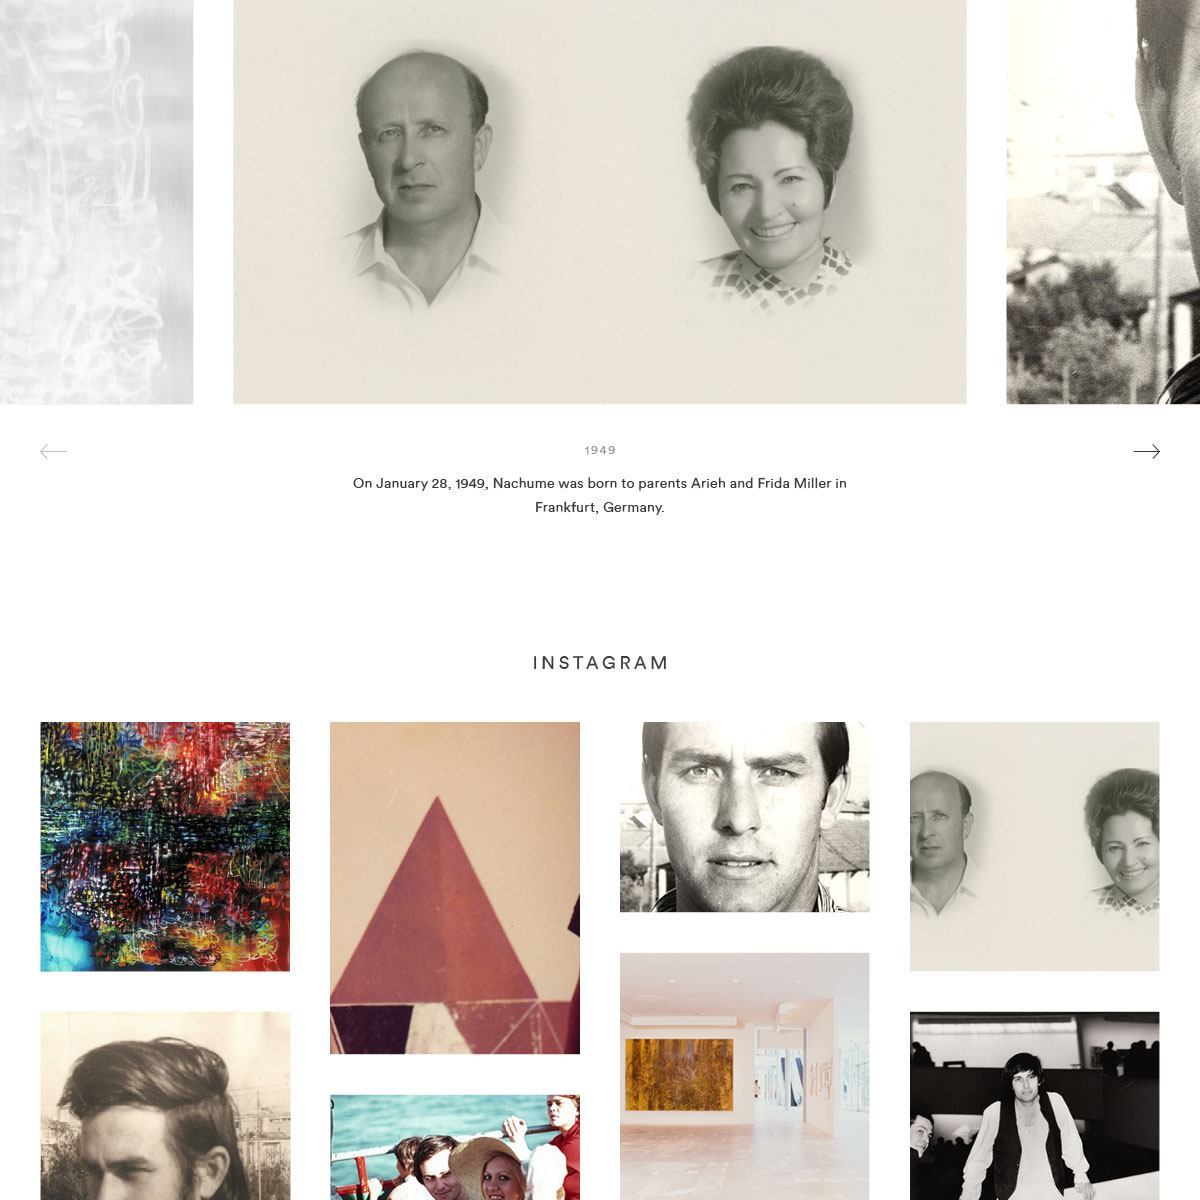 1949
On January 28, 1949, Nachume was born to parents Arieh and Frida Miller in
Frankfurt, Germany.
INSTAGRAM